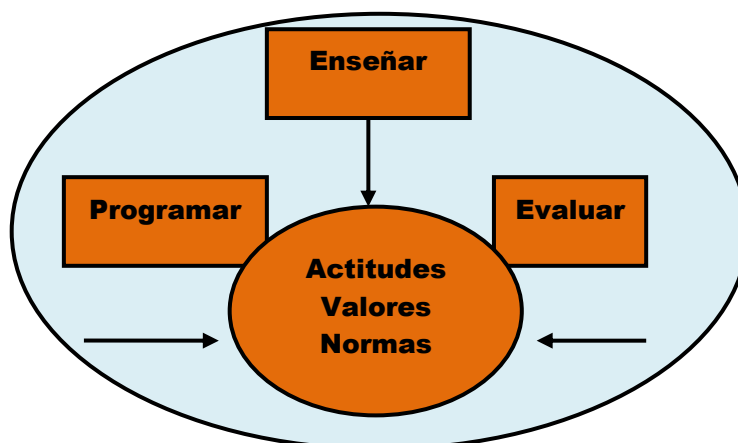 Enseñar
Programar
Evaluar
Actitudes
Valores
Normas